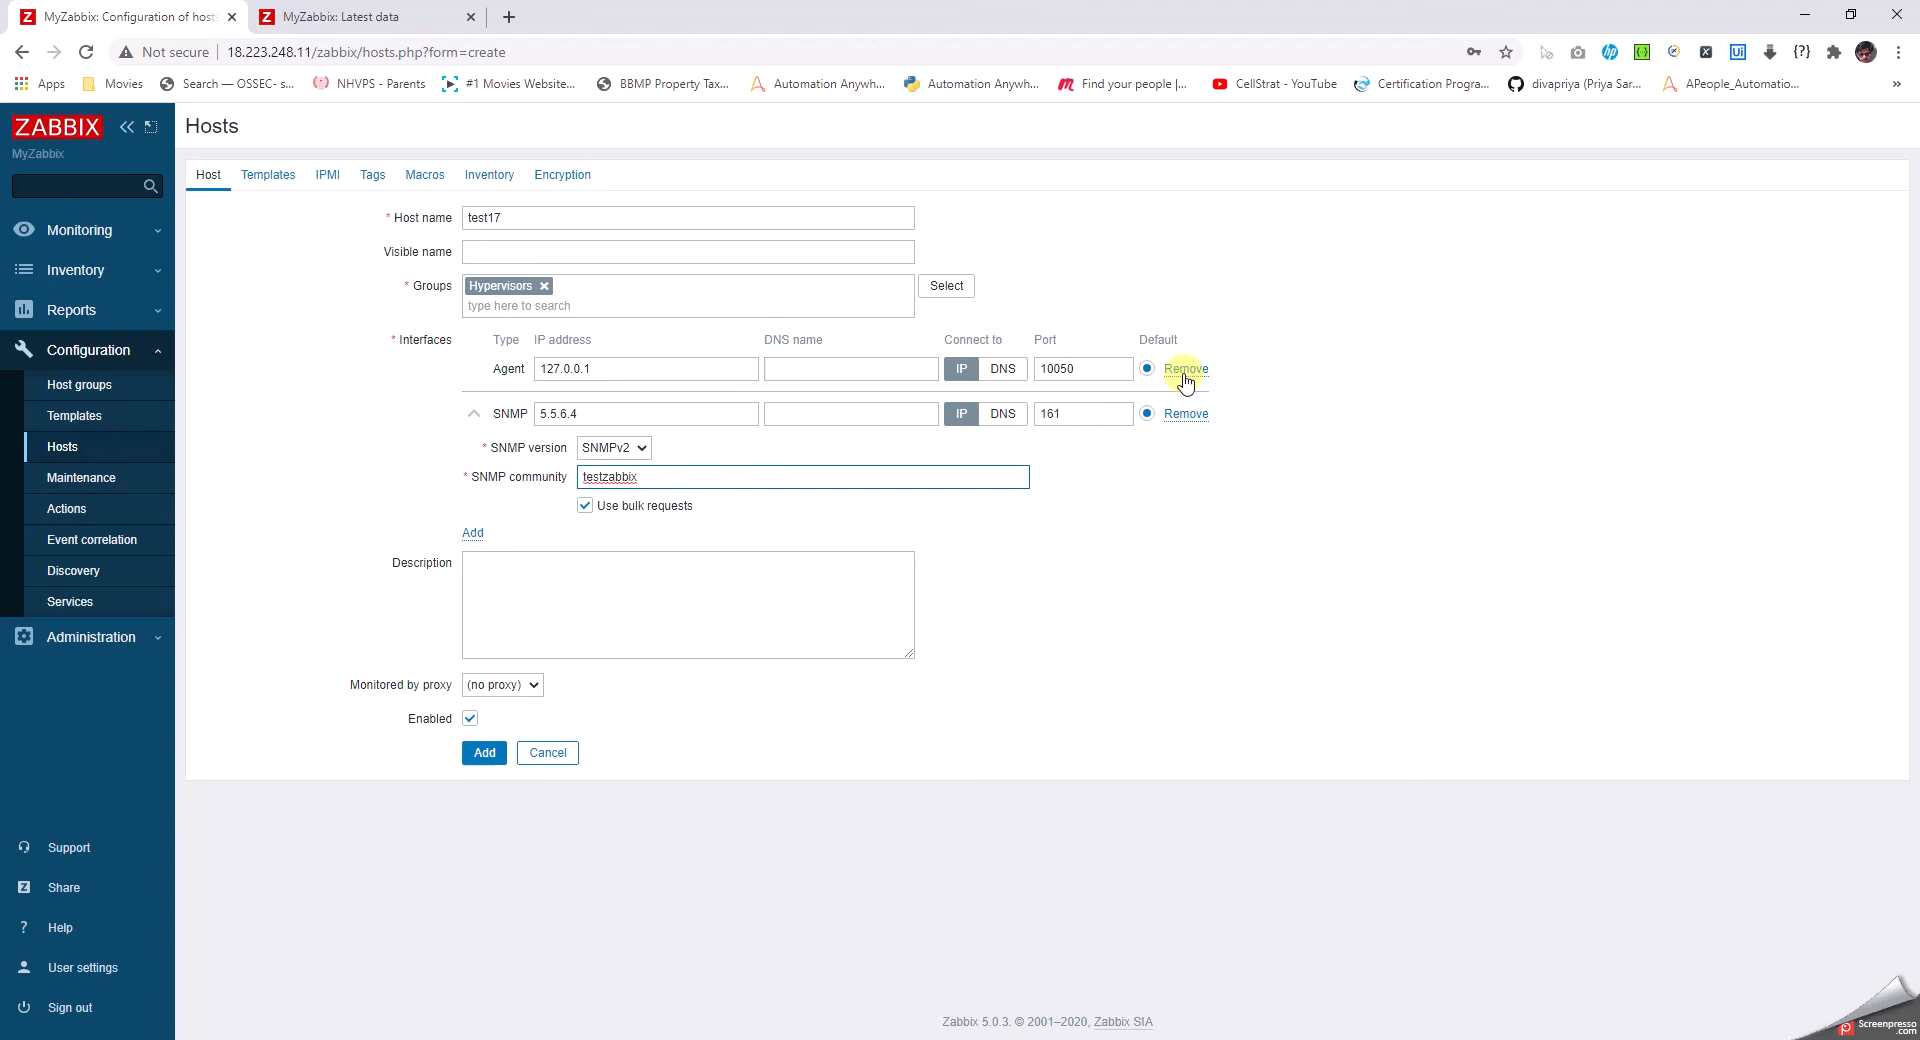 MyZabbix: Configuration of hosts
MyZabbix: Latest data
Not secure
18.223.248.11/zabbix/hosts.php?form=create
Apps
Movies
Search — OSSEC- s...
NHVPS - Parents
#1 Movies Website...
BBMP Property Tax...
Automation Anywh...
Automation Anywh...
Find your people |...
CellStrat - YouTube
Certification Progra...
divapriya (Priya Sar...
APeople_Automatio...
»
ZABBIX
MyZabbix
Monitoring
Inventory
Reports
Configuration
Host groups
Templates
Hosts
Maintenance
Actions
Event correlation
Discovery
Services
Administration
Support
Share
Help
User settings
Sign out
Hosts
Host Templates IPMI Tags Macros Inventory Encryption
* Host name test17
Visible name
* Groups Hypervisors Select
type here to search
* Interfaces Type IP address DNS name Connect to Port Default
Agent 127.0.0.1 IP DNS 10050 Remove
SNMP 5.5.6.4 IP DNS 161 Remove
* SNMP version SNMPv2
* SNMP community testzabbix
Use bulk requests
Add
Description
Monitored by proxy (no proxy)
Enabled
Add Cancel
Zabbix 5.0.3. © 2001–2020, Zabbix SIA
Screenpresso
.com